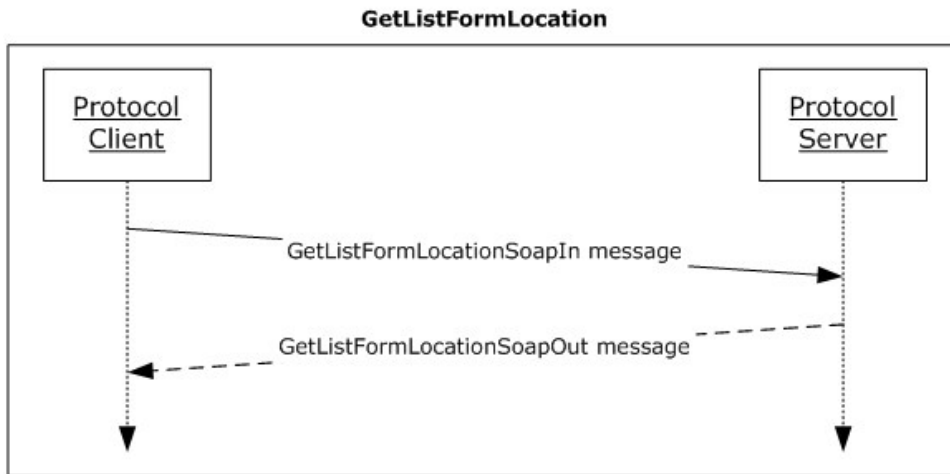 GetListFormLocation
Protocol
Client
Protocol
Server
GetListFormLocationSoapIn message
GetListFormLocationSoapOut message